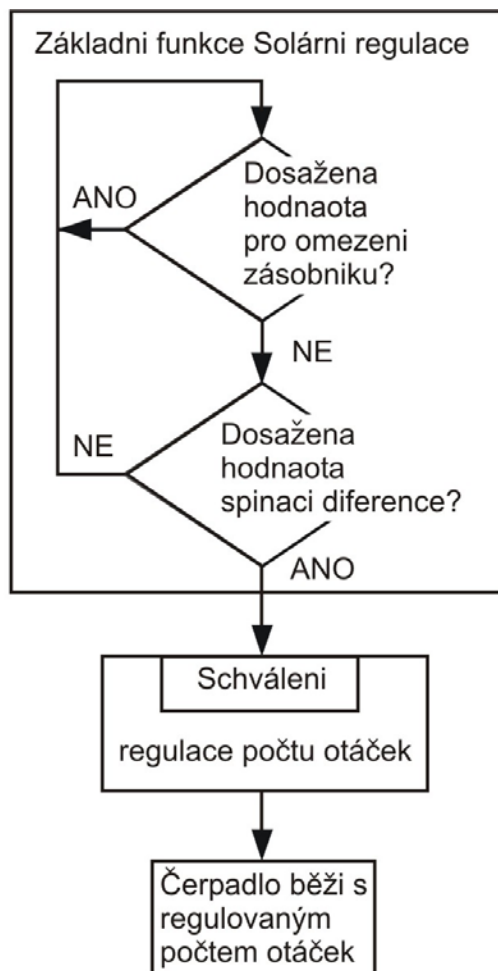 Základni funkce Solárni regulace
ANO
Dosažena
hodnaota
pro omezeni
zásobniku?
NE
NE
Dosažena
hodnaota
spinaci diference?
ANO
Schváleni
regulace počtu otáček
Čerpadlo běži s
regulovaným
počtem otáček